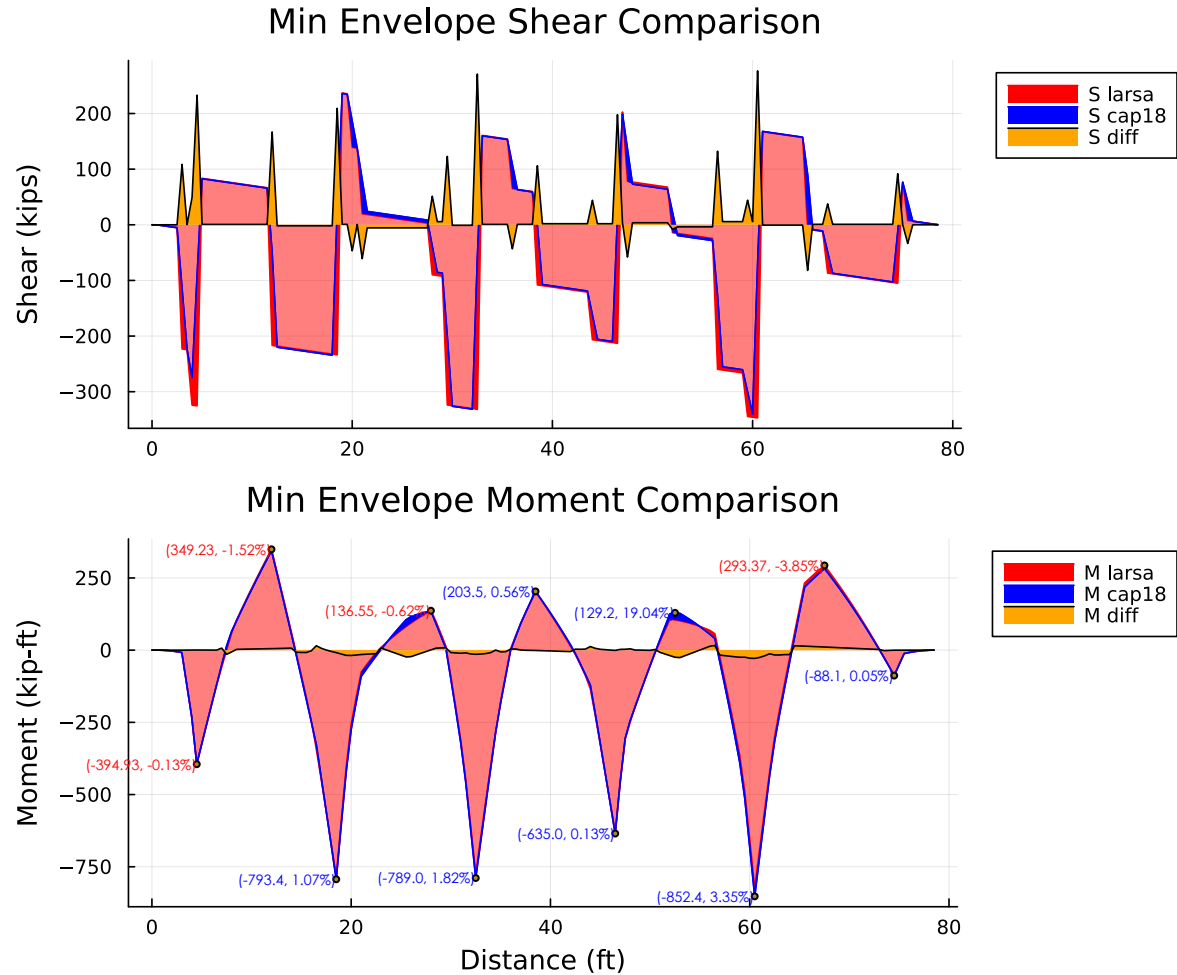 Min Envelope Shear Comparison
Shear (kips)
200
100
0
−100
−200
−300
0 20 40 60 80
S larsa
S cap18
S diff
Min Envelope Moment Comparison
Moment (kip-ft)
250
0
−250
−500
−750
(349.23, -1.52%)
(136.55, -0.62%)
(203.5, 0.56%)
(129.2, 19.04%)
(293.37, -3.85%)
(-88.1, 0.05%)
(-394.93, -0.13%)
(-635.0, 0.13%)
(-793.4, 1.07%)
(-789.0, 1.82%)
(-852.4, 3.35%)
0 20 40 60 80
Distance (ft)
M larsa
M cap18
M diff